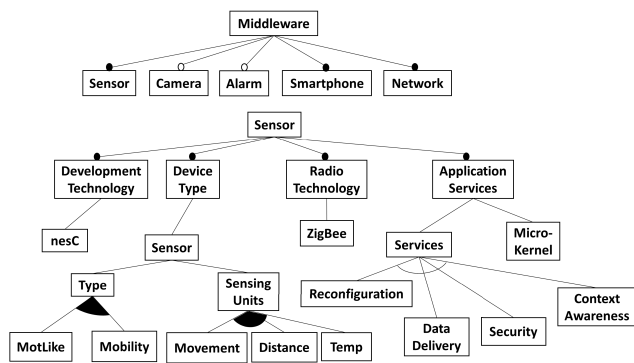 Middleware
Sensor
Camera
Alarm
Smartphone
Network
Sensor
Development
Technology
Device
Type
Radio
Technology
Application
Services
nesC
Sensor
ZigBee
Services
Micro-
Kernel
Type
Sensing
Units
Reconfiguration
Context
Awareness
MotLike
Mobility
Movement
Distance
Temp
Data
Delivery
Security